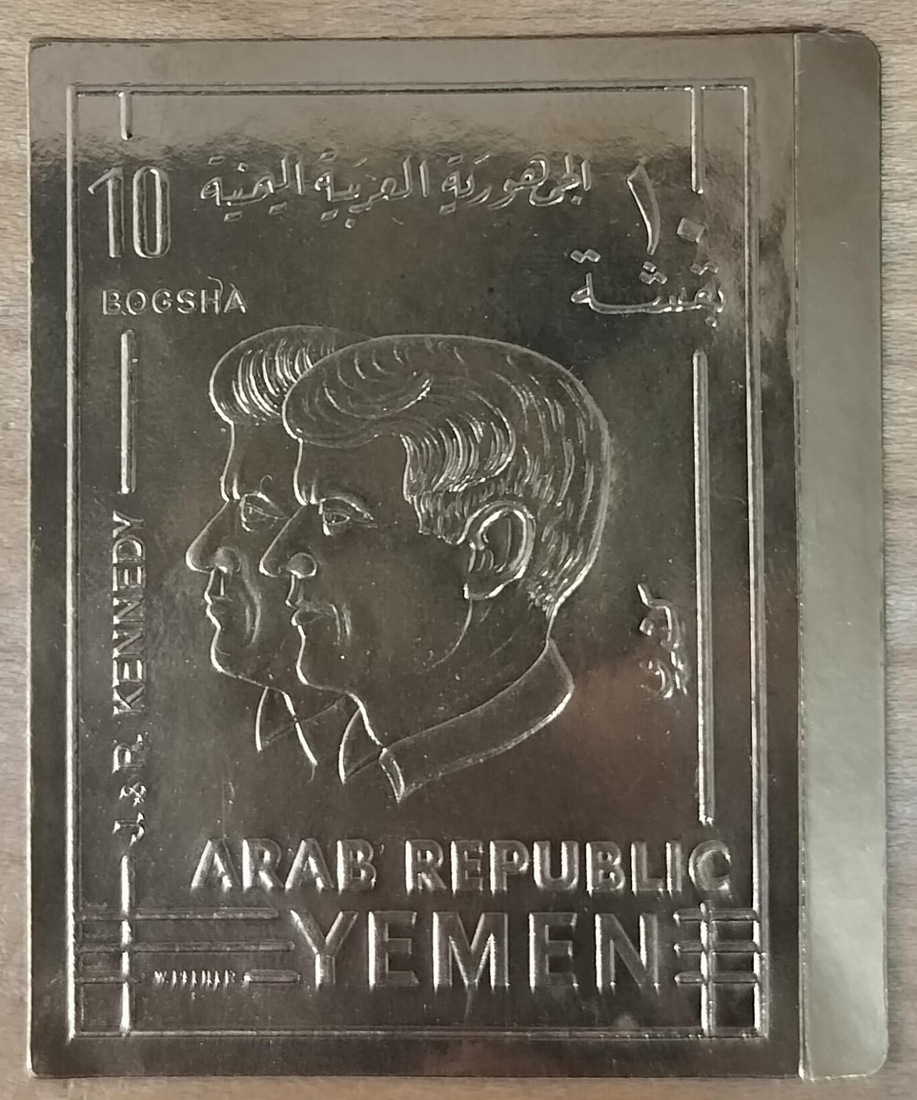 10
الجمهورية العربية اليمنية
١٠
BOGSHA
بقشة
J. & R. KENNEDY
ARAB REPUBLIC
YEMEN